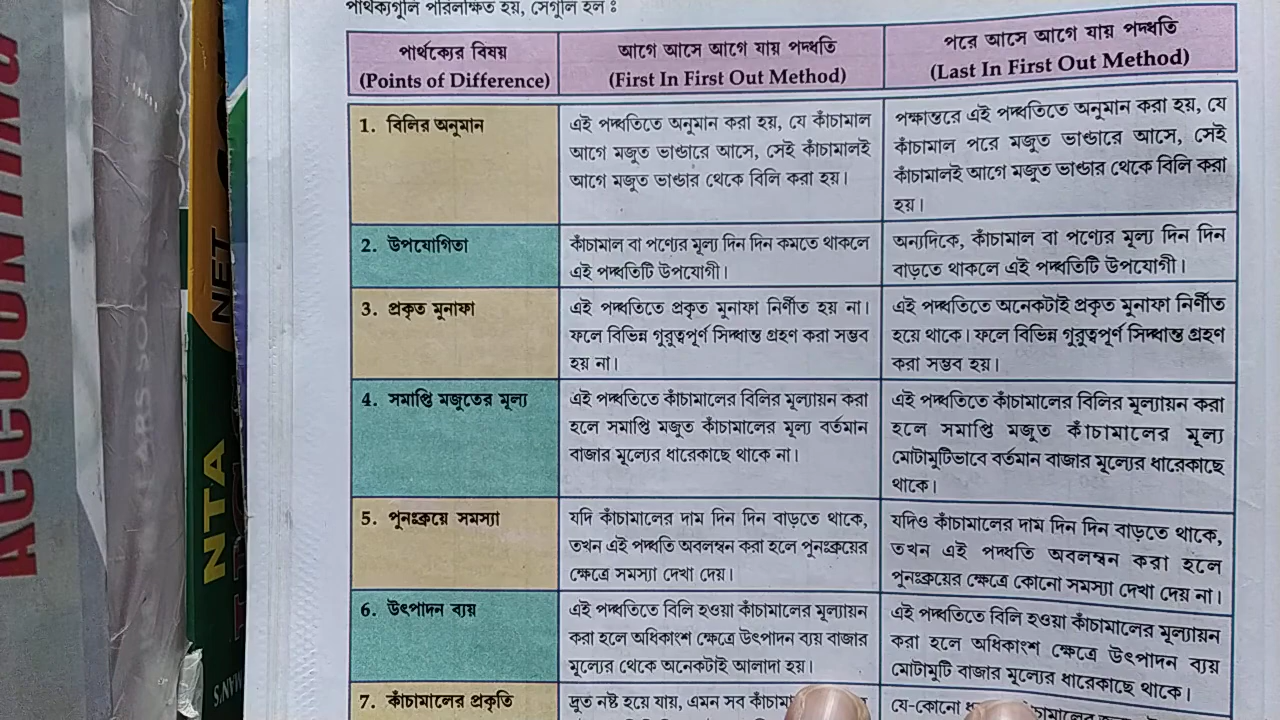 পার্থক্যগুলি পরিলক্ষিত হয়, সেগুলি হল ঃ
পার্থক্যের বিষয়
(Points of Difference)
আগে আসে আগে যায় পদ্ধতি
(First In First Out Method)
পরে আসে আগে যায় পদ্ধতি
(Last In First Out Method)
1. বিলির অনুমান
এই পদ্ধতিতে অনুমান করা হয়, যে কাঁচামাল
আগে মজুত ভাণ্ডারে আসে, সেই কাঁচামালই
আগে মজুত ভাণ্ডার থেকে বিলি করা হয়।
পক্ষান্তরে এই পদ্ধতিতে অনুমান করা হয়, যে
কাঁচামাল পরে মজুত ভাণ্ডারে আসে, সেই
কাঁচামালই আগে মজুত ভাণ্ডার থেকে বিলি করা
হয়।
2. উপযোগিতা
কাঁচামাল বা পণ্যের মূল্য দিন দিন কমতে থাকলে
এই পদ্ধতিটি উপযোগী।
অন্যদিকে, কাঁচামাল বা পণ্যের মূল্য দিন দিন
বাড়তে থাকলে এই পদ্ধতিটি উপযোগী।
3. প্রকৃত মুনাফা
এই পদ্ধতিতে প্রকৃত মুনাফা নির্ণীত হয় না।
ফলে বিভিন্ন গুরুত্বপূর্ণ সিদ্ধান্ত গ্রহণ করা সম্ভব
হয় না।
এই পদ্ধতিতে অনেকটাই প্রকৃত মুনাফা নির্ণীত
হয়ে থাকে। ফলে বিভিন্ন গুরুত্বপূর্ণ সিদ্ধান্ত গ্রহণ
করা সম্ভব হয়।
4. সমাপ্তি মজুতের মূল্য
এই পদ্ধতিতে কাঁচামালের বিলির মূল্যায়ন করা
হলে সমাপ্তি মজুত কাঁচামালের মূল্য বর্তমান
বাজার মূল্যের ধারেকাছে থাকে না।
এই পদ্ধতিতে কাঁচামালের বিলির মূল্যায়ন করা
হলে সমাপ্তি মজুত কাঁচামালের মূল্য
মোটামুটিভাবে বর্তমান বাজার মূল্যের ধারেকাছে
থাকে।
5. পুনঃক্রয়ে সমস্যা
যদি কাঁচামালের দাম দিন দিন বাড়তে থাকে,
তখন এই পদ্ধতি অবলম্বন করা হলে পুনঃক্রয়ের
ক্ষেত্রে সমস্যা দেখা দেয়।
যদিও কাঁচামালের দাম দিন দিন বাড়তে থাকে,
তখন এই পদ্ধতি অবলম্বন করা হলে
পুনঃক্রয়ের ক্ষেত্রে কোনো সমস্যা দেখা দেয় না।
6. উৎপাদন ব্যয়
এই পদ্ধতিতে বিলি হওয়া কাঁচামালের মূল্যায়ন
করা হলে অধিকাংশ ক্ষেত্রে উৎপাদন ব্যয় বাজার
মূল্যের থেকে অনেকটাই আলাদা হয়।
এই পদ্ধতিতে বিলি হওয়া কাঁচামালের মূল্যায়ন
করা হলে অধিকাংশ ক্ষেত্রে উৎপাদন ব্যয়
মোটামুটি বাজার মূল্যের ধারেকাছে থাকে।
7. কাঁচামালের প্রকৃতি
দ্রুত নষ্ট হয়ে যায়, এমন সব
যে-কোনো
ACCOUNTING
NTA
NET